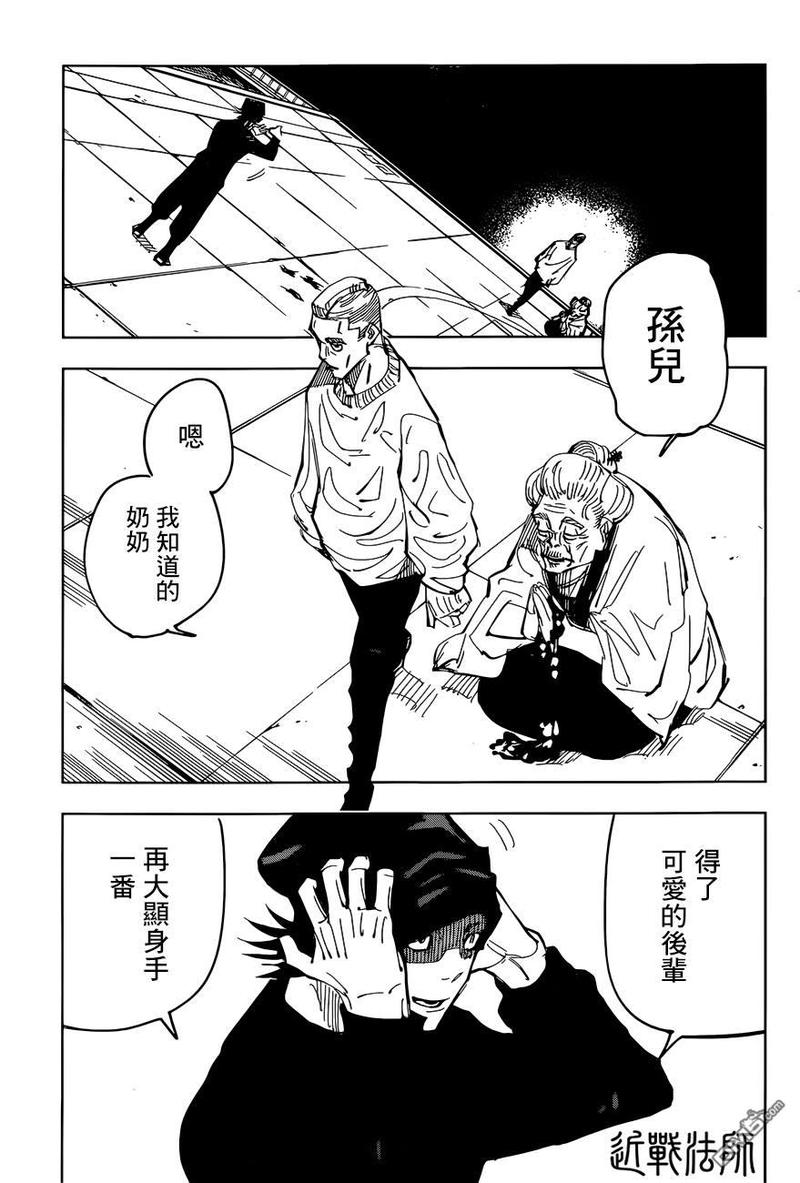 孫兒
嗯
我知道的
奶奶
得了
可愛的後輩
再大顯身手
一番
近戰法師